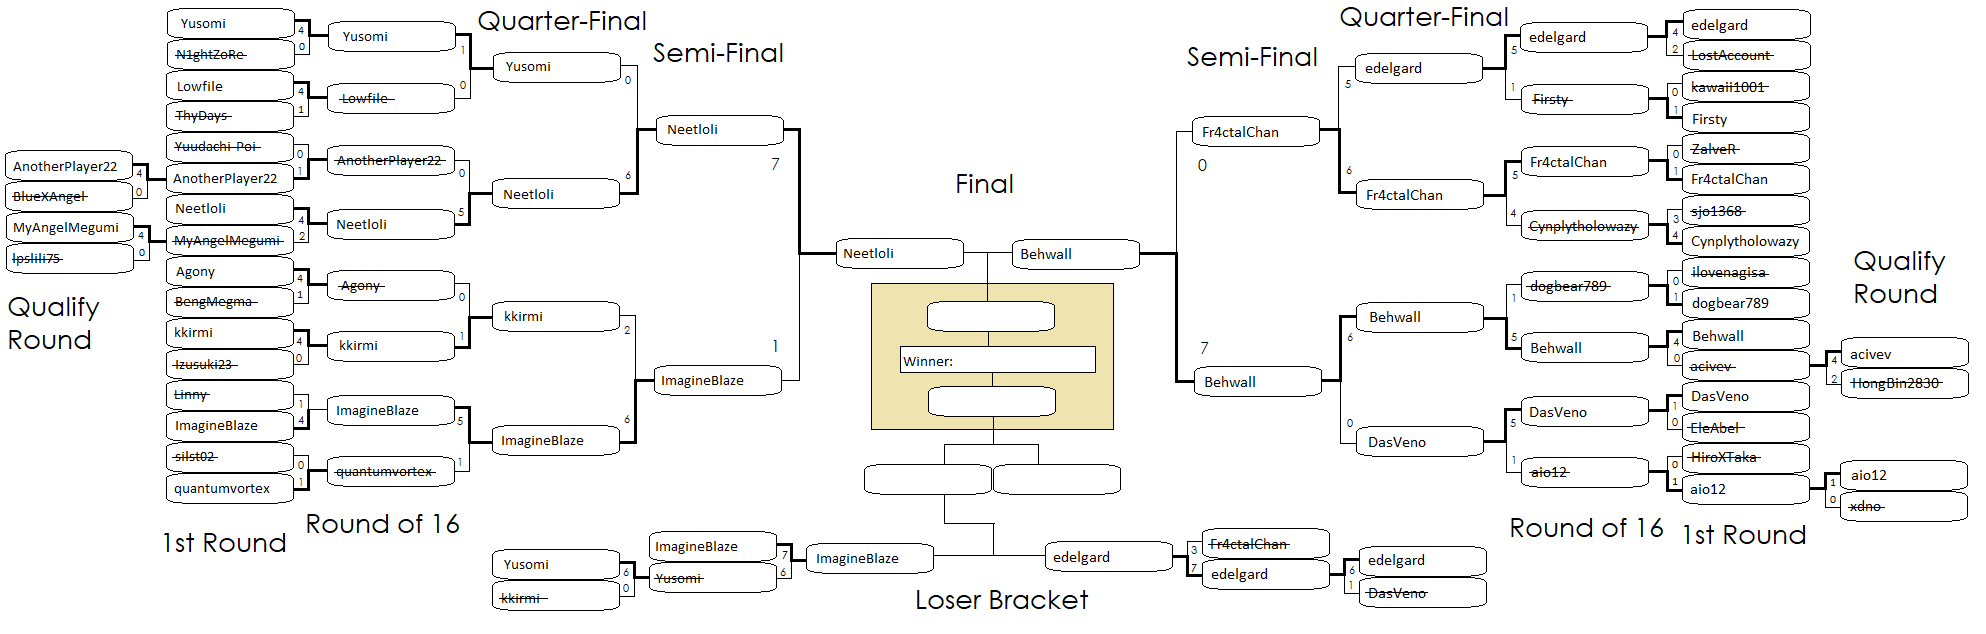 Quarter-Final
Semi-Final
Yusomi
4
N1ghtZoRe
0
Lowfile
4
ThyDays
1
Yuudachi-Poi
0
AnotherPlayer22
1
Neetloli
4
MyAngelMegumi
2
Agony
4
BengMegma
1
kkirmi
4
Izusuki23
0
Linny
1
ImagineBlaze
4
silst02
0
quantumvortex
1
1st Round
AnotherPlayer22
4
BlueXAngel
0
MyAngelMegumi
4
lpslili75
0
Qualify
Round
Yusomi
1
Lowfile
0
AnotherPlayer22
0
Neetloli
5
Agony
0
kkirmi
1
ImagineBlaze
5
quantumvortex
1
Round of 16
Yusomi
0
Neetloli
6
kkirmi
2
ImagineBlaze
6
Neetloli
7
ImagineBlaze
1
Final
Neetloli
Behwall
Winner:
Quarter-Final
Semi-Final
Fr4ctalChan
0
Behwall
7
edelgard
5
Fr4ctalChan
6
Behwall
6
DasVeno
0
edelgard
5
Firsty
1
Fr4ctalChan
5
Cynplytholowazy
4
dogbear789
1
Behwall
5
DasVeno
5
aio12
1
Round of 16
edelgard
4
LostAccount
2
kawaii1001
0
Firsty
1
ZalveR
0
Fr4ctalChan
1
sjo1368
3
Cynplytholowazy
4
ilovenagisa
0
dogbear789
1
Behwall
4
acivev
0
DasVeno
1
EleAbel
0
HiroXTaka
0
aio12
1
1st Round
Qualify
Round
acivev
4
HongBin2830
2
aio12
1
xdno
0
Yusomi
6
kkirmi
0
ImagineBlaze
7
Yusomi
6
ImagineBlaze
edelgard
Fr4ctalChan
3
edelgard
7
edelgard
6
DasVeno
1
Loser Bracket